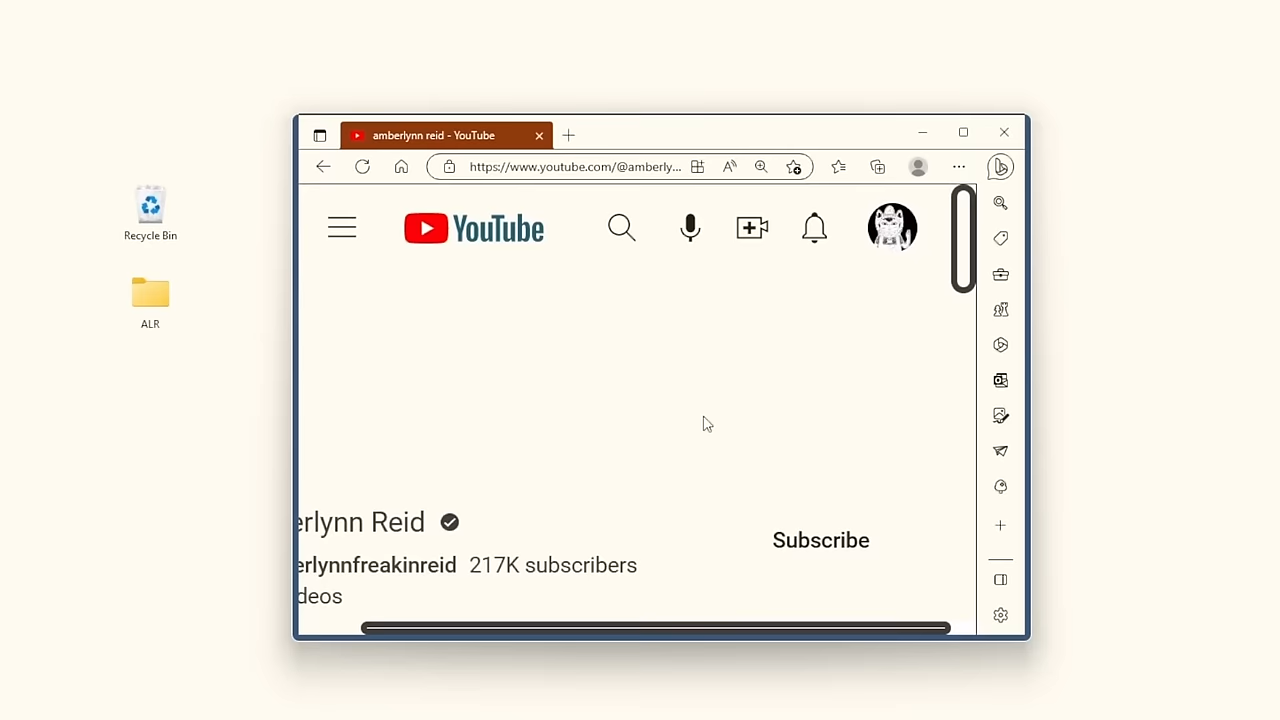 amberlynn reid - YouTube
https://www.youtube.com/@amberly...
YouTube
Recycle Bin
ALR
erlynn Reid
Subscribe
erlynnfreakinreid 217K subscribers
deos